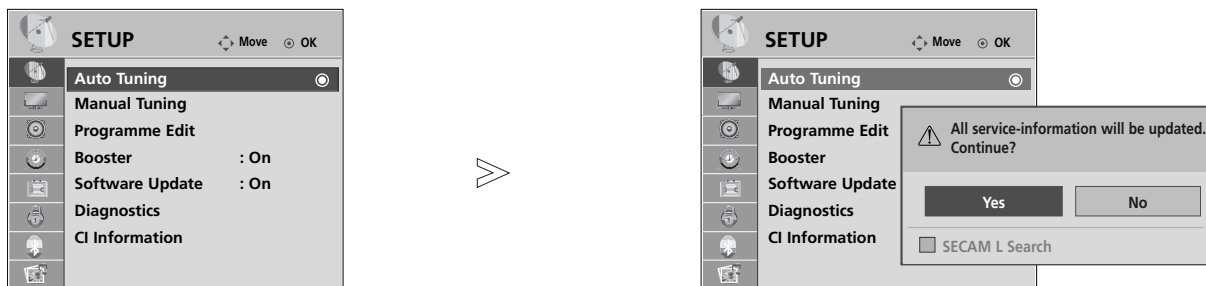 SETUP Move OK
Auto Tuning
Manual Tuning
Programme Edit
Booster : On
Software Update : On
Diagnostics
CI Information
SETUP Move OK
Auto Tuning
Manual Tuning
Programme Edit
Booster
Software Update
Diagnostics
CI Information
All service-information will be updated.
Continue?
Yes No
SECAM L Search